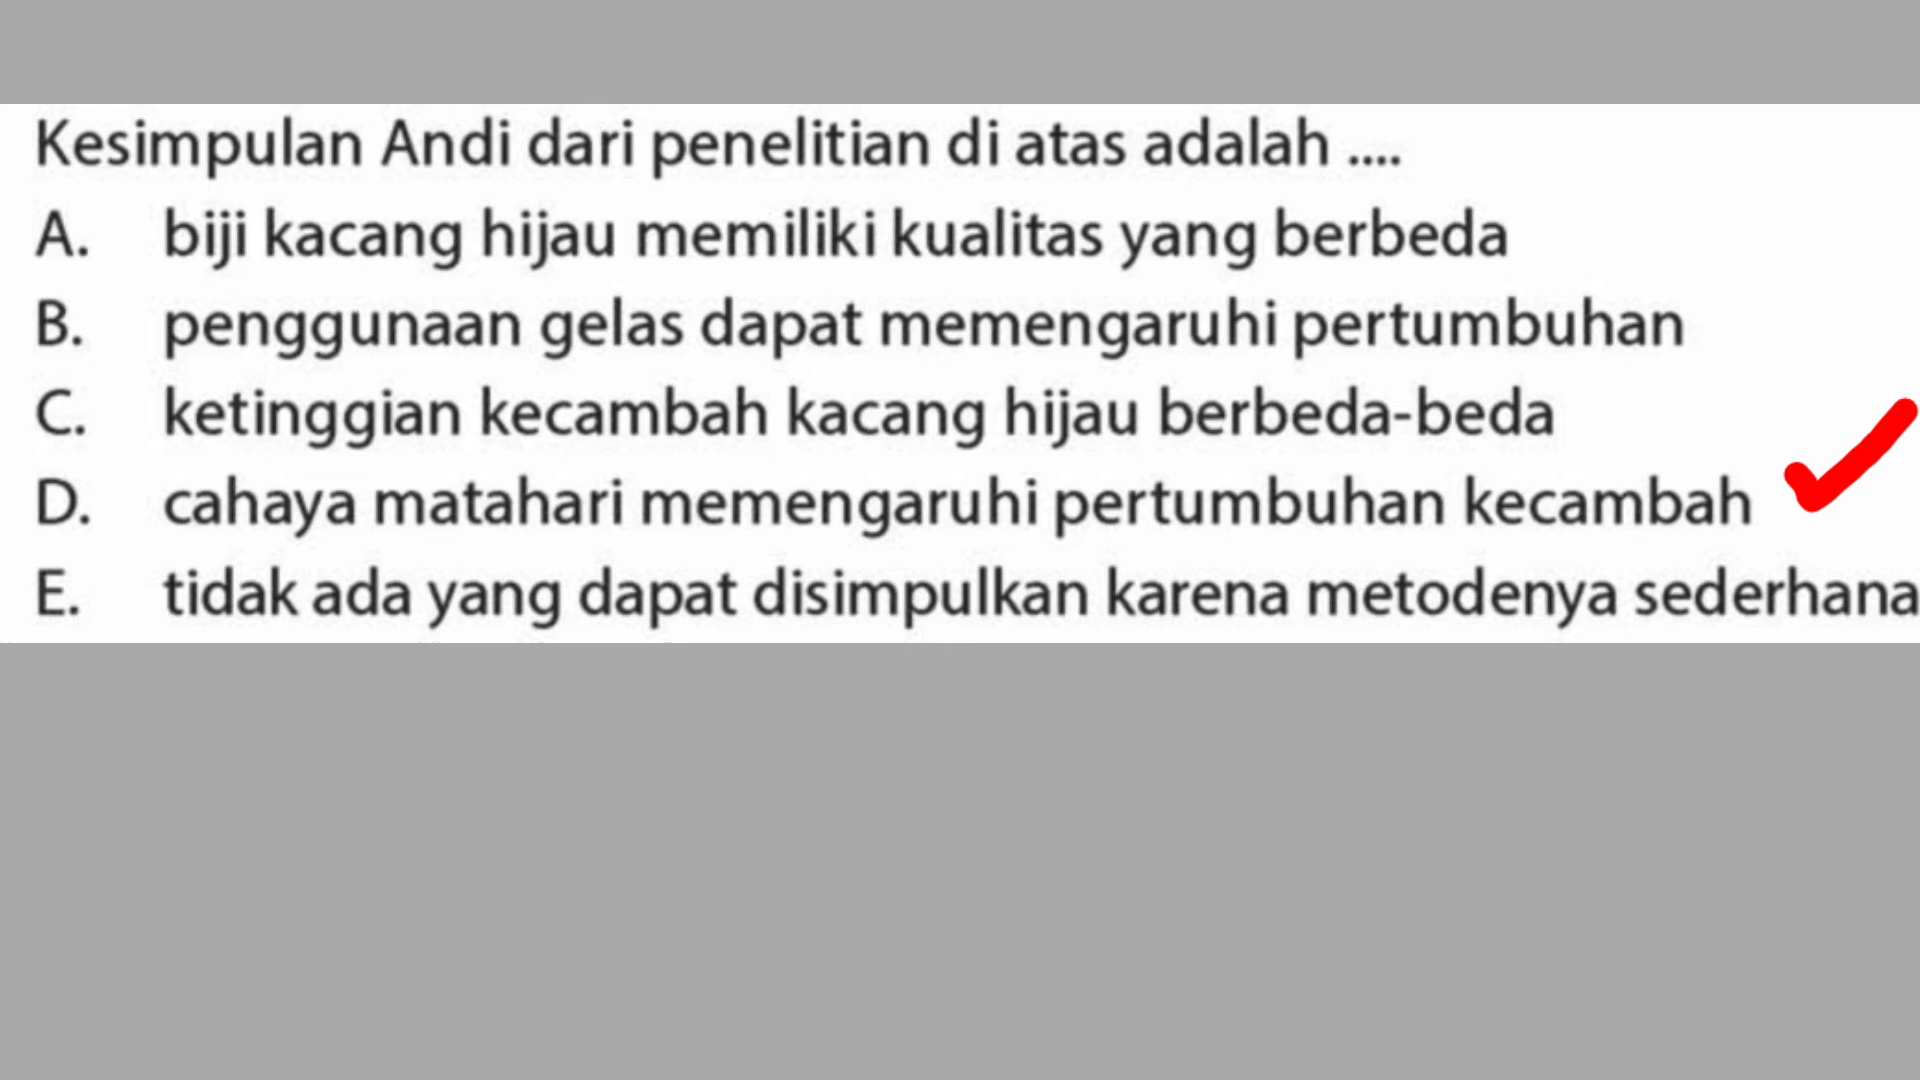 Kesimpulan Andi dari penelitian di atas adalah ....
A. biji kacang hijau memiliki kualitas yang berbeda
B. penggunaan gelas dapat memengaruhi pertumbuhan
C. ketinggian kecambah kacang hijau berbeda-beda
D. cahaya matahari memengaruhi pertumbuhan kecambah
E. tidak ada yang dapat disimpulkan karena metodenya sederhana